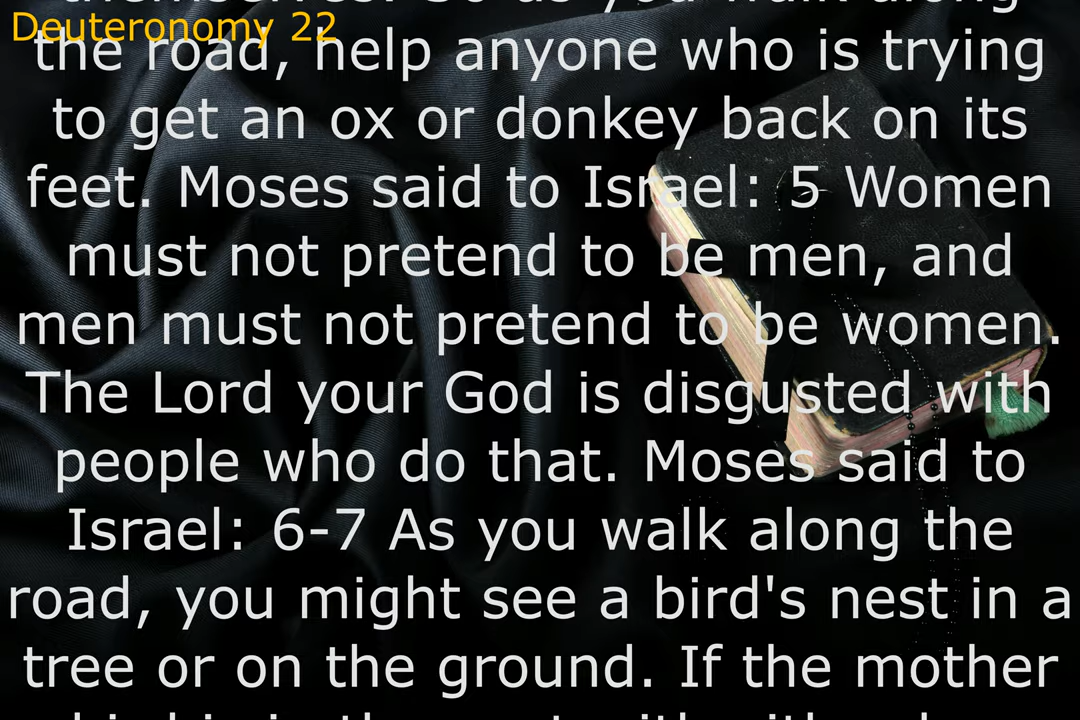 Deuteronomy 22
the road, help anyone who is trying
to get an ox or donkey back on its
feet. Moses said to Israel: 5 Women
must not pretend to be men, and
men must not pretend to be women.
The Lord your God is disgusted with
people who do that. Moses said to
Israel: 6-7 As you walk along the
road, you might see a bird's nest in a
tree or on the ground. If the mother